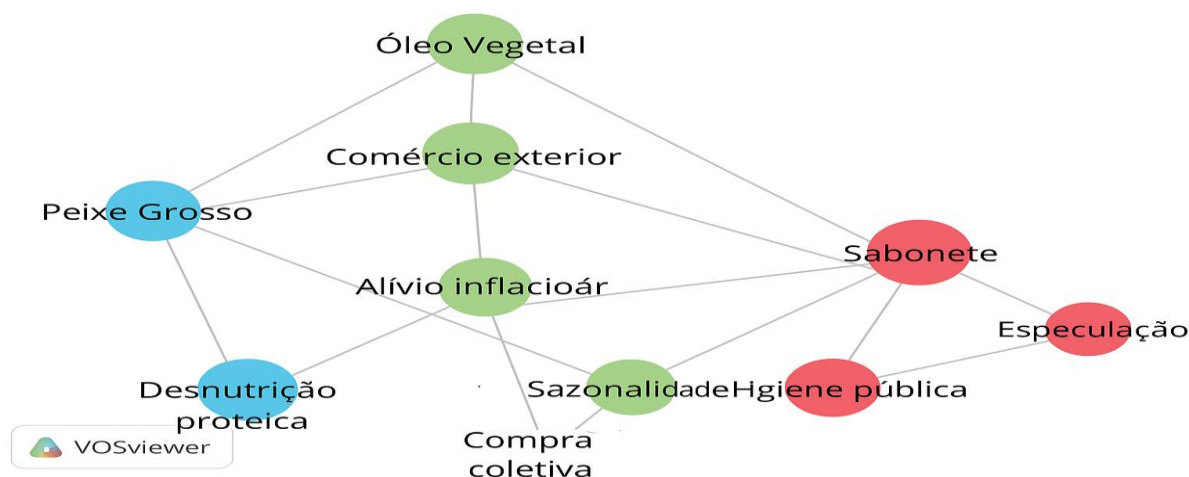 Óleo Vegetal
Comércio exterior
Peixe Grosso
Sabonete
Alívio inflacioár
Especulação
Desnutrição
proteica
SazonalidadeHgiene pública
Compra
coletiva
VOSviewer